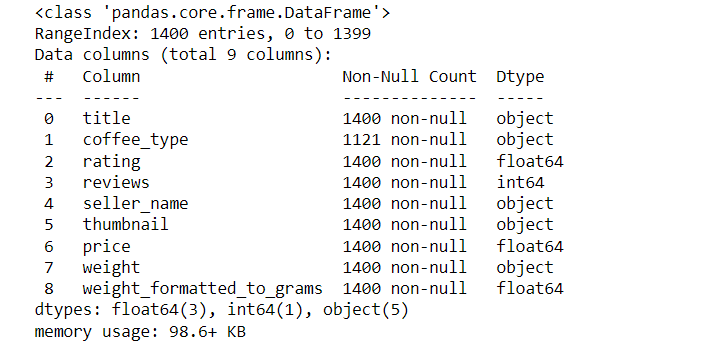 <class 'pandas.core.frame.DataFrame'>
RangeIndex: 1400 entries, 0 to 1399
Data columns (total 9 columns):
 #   Column                      Non-Null Count  Dtype
---  ------                      --------------  -----
 0   title                       1400 non-null   object
 1   coffee_type                 1121 non-null   object
 2   rating                      1400 non-null   float64
 3   reviews                     1400 non-null   int64
 4   seller_name                 1400 non-null   object
 5   thumbnail                   1400 non-null   object
 6   price                       1400 non-null   float64
 7   weight                      1400 non-null   object
 8   weight_formatted_to_grams   1400 non-null   float64
dtypes: float64(3), int64(1), object(5)
memory usage: 98.6+ KB